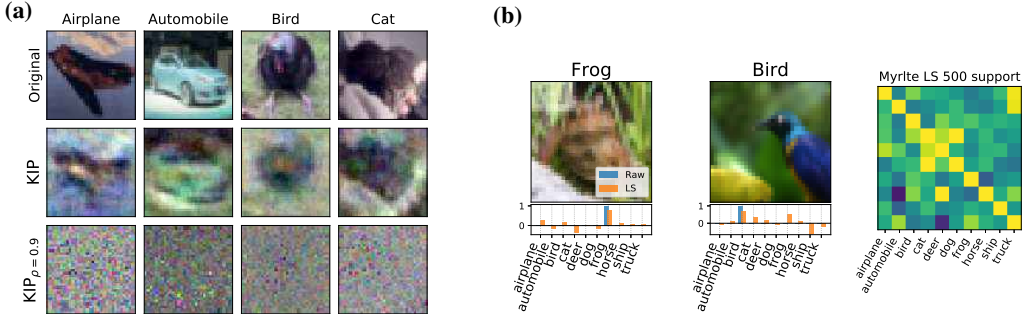 (a)
Airplane Automobile Bird Cat
Original
KIP
KIPρ = 0.9
(b)
Frog
Raw
LS
1
0
airplane
automobile
bird
cat
deer
dog
frog
horse
ship
truck
Bird
1
0
airplane
automobile
bird
cat
deer
dog
frog
horse
ship
truck
Myrlte LS 500 support
airplane
automobile
bird
cat
deer
dog
frog
horse
ship
truck